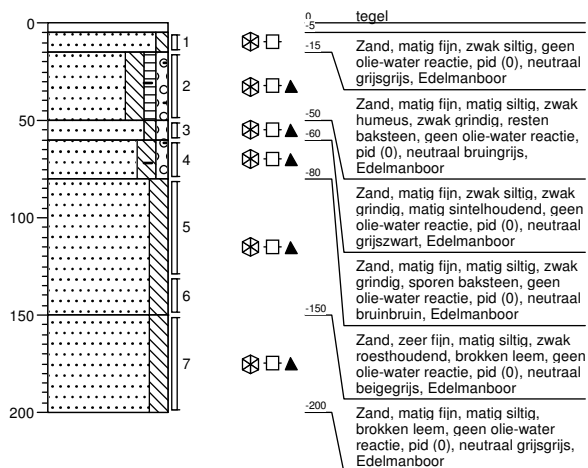 0
50
100
150
200
1
2
3
4
5
6
7
0
tegel
-5
-15
Zand, matig fijn, zwak siltig, geen
olie-water reactie, pid (0), neutraal
grijsgrijs, Edelmanboor
-50
Zand, matig fijn, matig siltig, zwak
humeus, zwak grindig, resten
baksteen, geen olie-water reactie,
pid (0), neutraal bruingrijs,
Edelmanboor
-60
Zand, matig fijn, zwak siltig, zwak
grindig, matig sintelhoudend, geen
olie-water reactie, pid (0), neutraal
grijszwart, Edelmanboor
-80
Zand, matig fijn, matig siltig, zwak
grindig, sporen baksteen, geen
olie-water reactie, pid (0), neutraal
bruinbruin, Edelmanboor
-150
Zand, zeer fijn, matig siltig, zwak
roesthoudend, brokken leem, geen
olie-water reactie, pid (0), neutraal
beigegrijs, Edelmanboor
-200
Zand, matig fijn, matig siltig,
brokken leem, geen olie-water
reactie, pid (0), neutraal grijsgrijs,
Edelmanboor